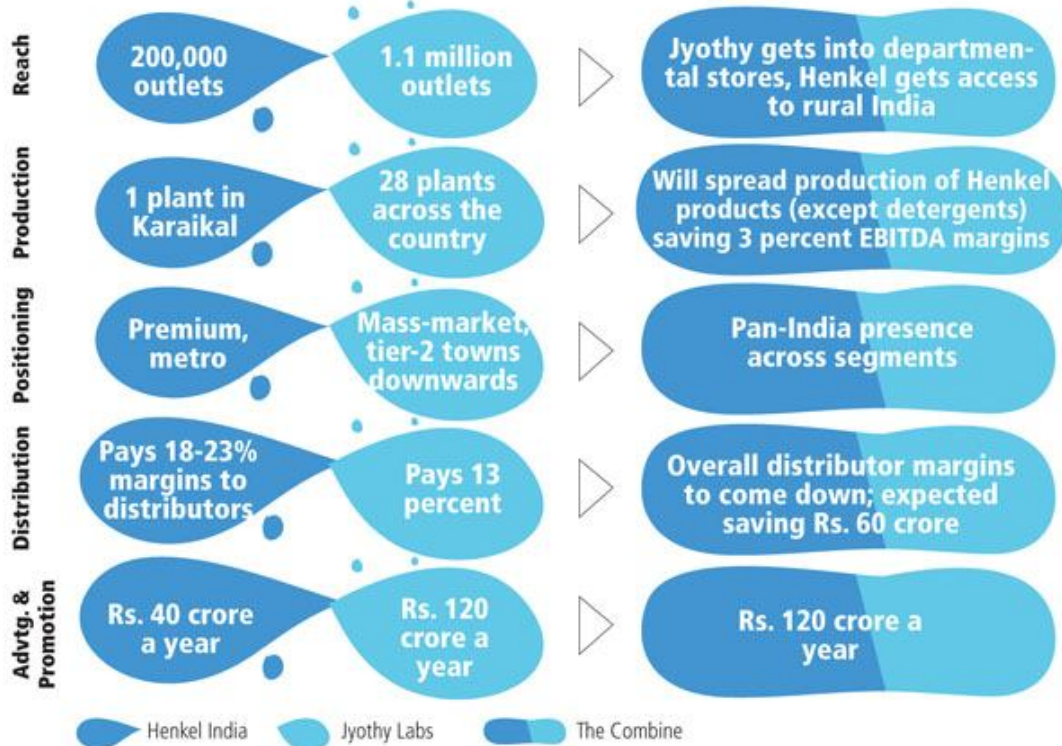 Reach
200,000
outlets
1.1 million
outlets
Jyothy gets into departmen-
tal stores, Henkel gets access
to rural India
Production
1 plant in
Karaikal
28 plants
across the
country
Will spread production of Henkel
products (except detergents)
saving 3 percent EBITDA margins
Positioning
Premium,
metro
Mass-market,
tier-2 towns
downwards
Pan-India presence
across segments
Distribution
Pays 18-23%
margins to
distributors
Pays 13
percent
Overall distributor margins
to come down; expected
saving Rs. 60 crore
Advtg. &
Promotion
Rs. 40 crore
a year
Rs. 120
crore a
year
Rs. 120 crore a
year
Henkel India
Jyothy Labs
The Combine